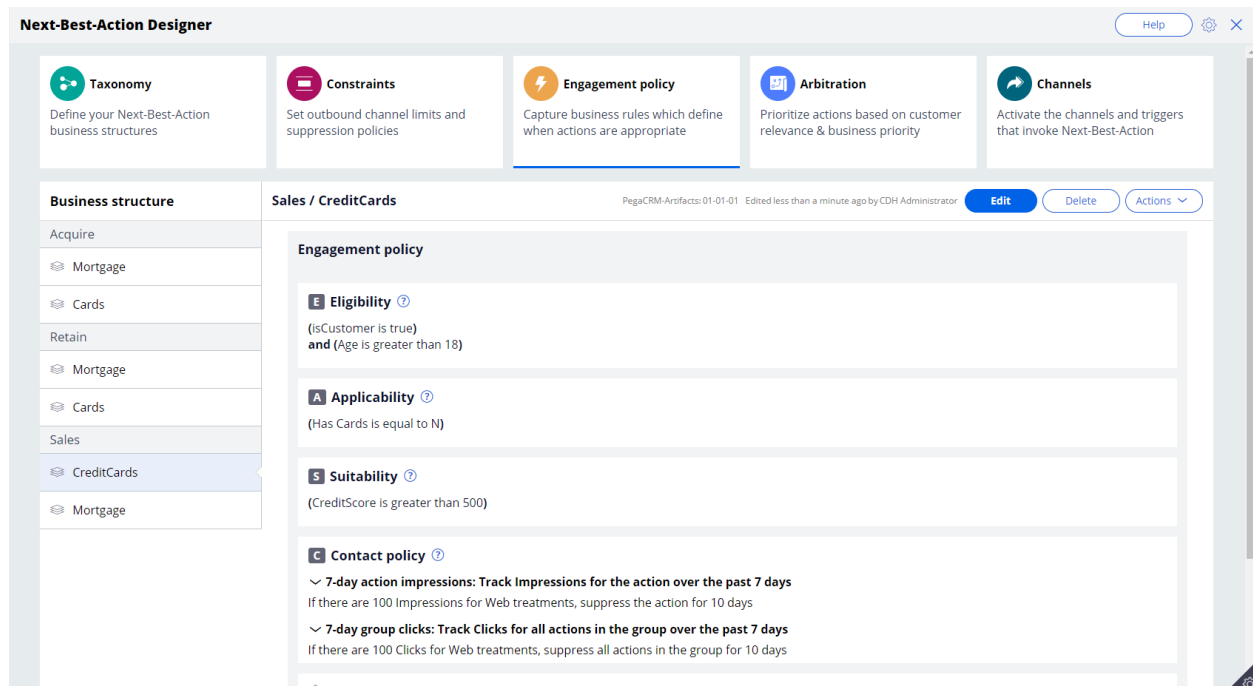 Next-Best-Action Designer
Help
Taxonomy
Define your Next-Best-Action
business structures
Constraints
Set outbound channel limits and
suppression policies
Engagement policy
Capture business rules which define
when actions are appropriate
Arbitration
Prioritize actions based on customer
relevance & business priority
Channels
Activate the channels and triggers
that invoke Next-Best-Action
Business structure
Acquire
Mortgage
Cards
Retain
Mortgage
Cards
Sales
CreditCards
Mortgage
Sales / CreditCards
PegaCRM-Artifacts: 01-01-01 Edited less than a minute ago by CDH Administrator
Edit
Delete
Actions
Engagement policy
E Eligibility ?
(isCustomer is true)
and (Age is greater than 18)
A Applicability ?
(Has Cards is equal to N)
S Suitability ?
(CreditScore is greater than 500)
C Contact policy ?
7-day action impressions: Track Impressions for the action over the past 7 days
If there are 100 Impressions for Web treatments, suppress the action for 10 days
7-day group clicks: Track Clicks for all actions in the group over the past 7 days
If there are 100 Clicks for Web treatments, suppress all actions in the group for 10 days